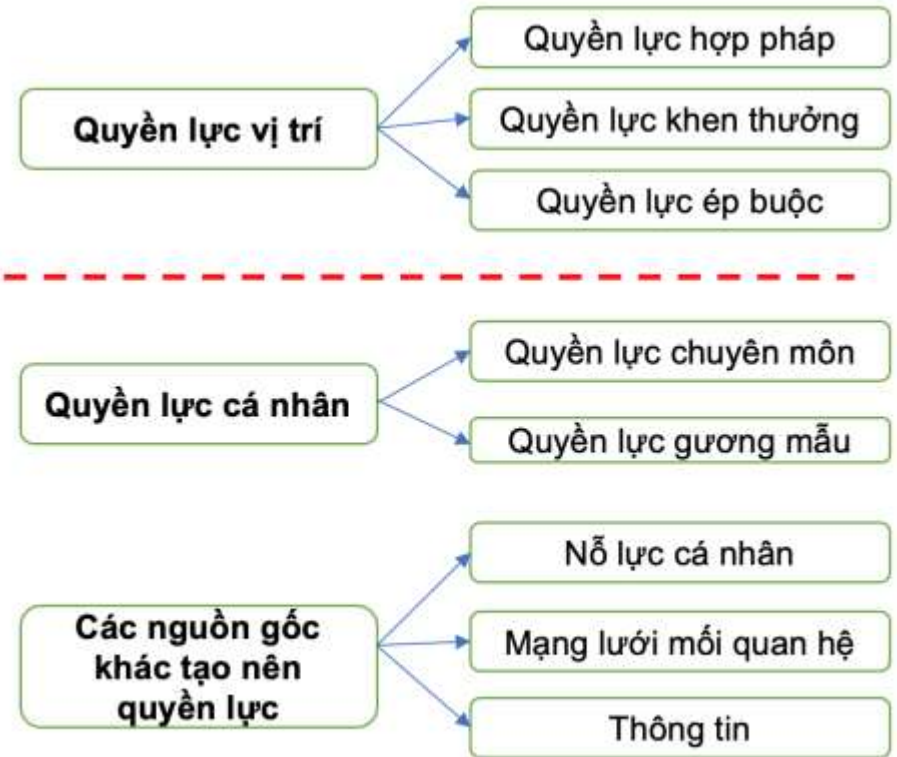 Quyền lực vị trí
Quyền lực hợp pháp
Quyền lực khen thưởng
Quyền lực ép buộc
Quyền lực cá nhân
Quyền lực chuyên môn
Quyền lực gương mẫu
Các nguồn gốc
khác tạo nên
quyền lực
Nỗ lực cá nhân
Mạng lưới mối quan hệ
Thông tin